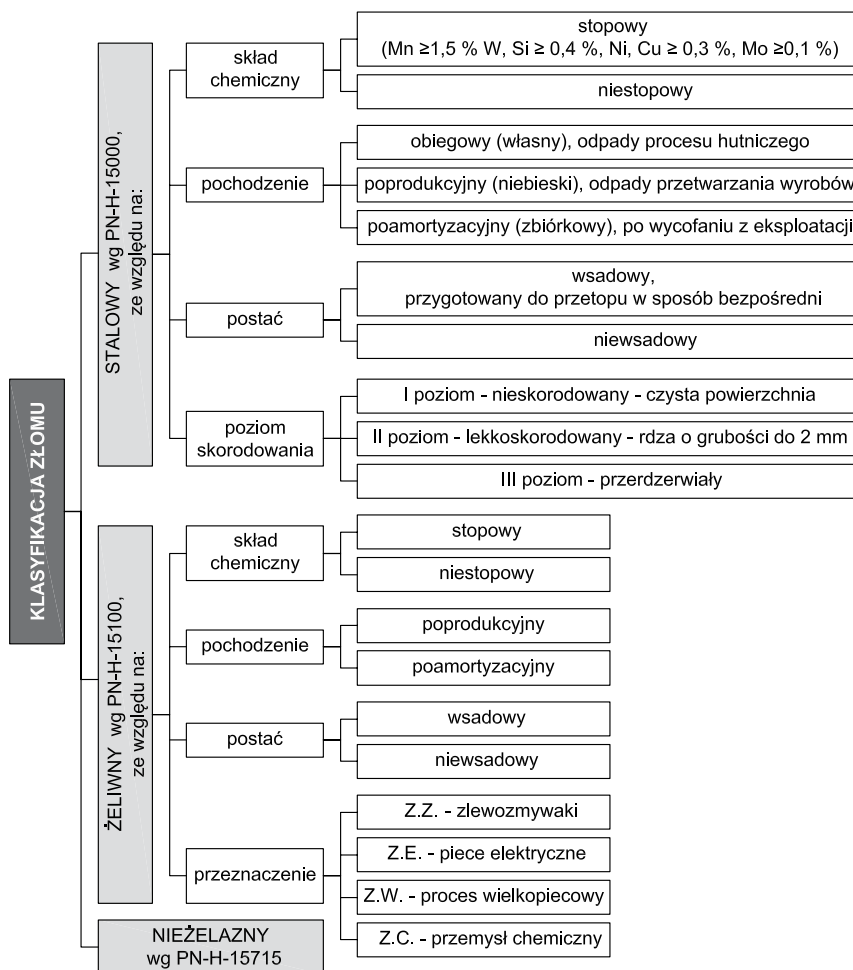 KLASYFIKACJA ZŁOMU
STALOWY wg PN-H-15000,
ze względu na:
skład
chemiczny
stopowy
(Mn ≥1,5 % W, Si ≥ 0,4 %, Ni, Cu ≥ 0,3 %, Mo ≥0,1 %)
niestopowy
pochodzenie
obiegowy (własny), odpady procesu hutniczego
poprodukcyjny (niebieski), odpady przetwarzania wyrobów
poamortyzacyjny (zbiórkowy), po wycofaniu z eksploatacji
postać
wsadowy,
przygotowany do przetopu w sposób bezpośredni
niewsadowy
poziom
skorodowania
I poziom - nieskorodowany - czysta powierzchnia
II poziom - lekkoskorodowany - rdza o grubości do 2 mm
III poziom - przerdzerwiały
ŻELIWNY wg PN-H-15100,
ze względu na:
skład
chemiczny
stopowy
niestopowy
pochodzenie
poprodukcyjny
poamortyzacyjny
postać
wsadowy
niewsadowy
przeznaczenie
Z.Z. - zlewozmywaki
Z.E. - piece elektryczne
Z.W. - proces wielkopiecowy
Z.C. - przemysł chemiczny
NIEŻELAZNY
wg PN-H-15715